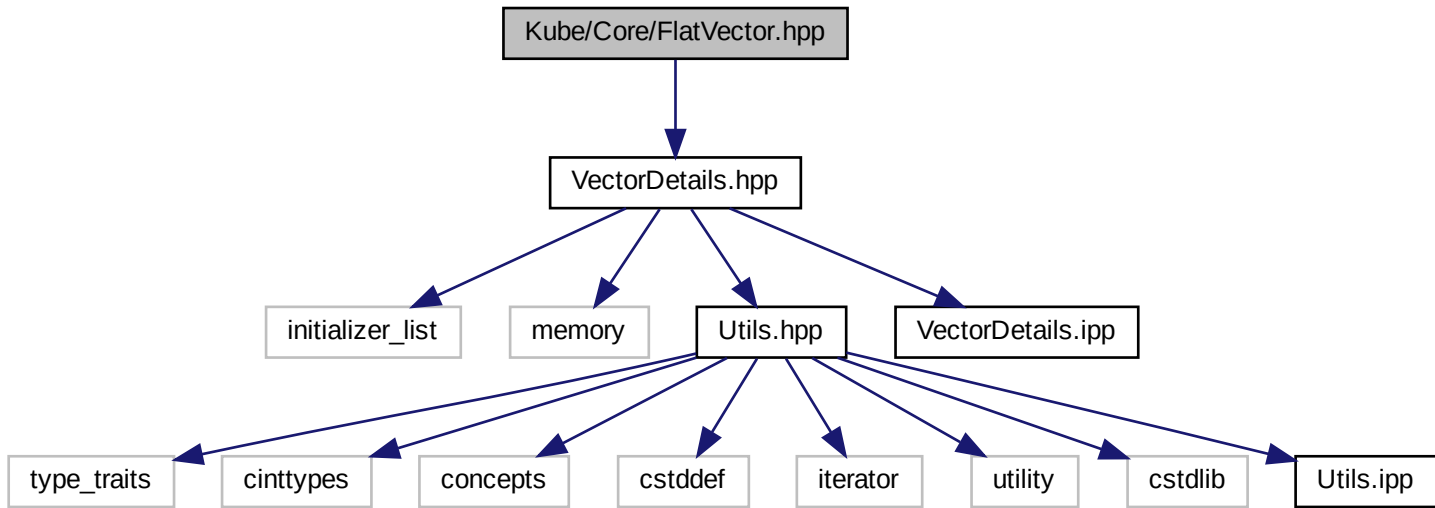 Kube/Core/FlatVector.hpp
VectorDetails.hpp
initializer_list
memory
Utils.hpp
VectorDetails.ipp
type_traits
cinttypes
concepts
cstddef
iterator
utility
cstdlib
Utils.ipp